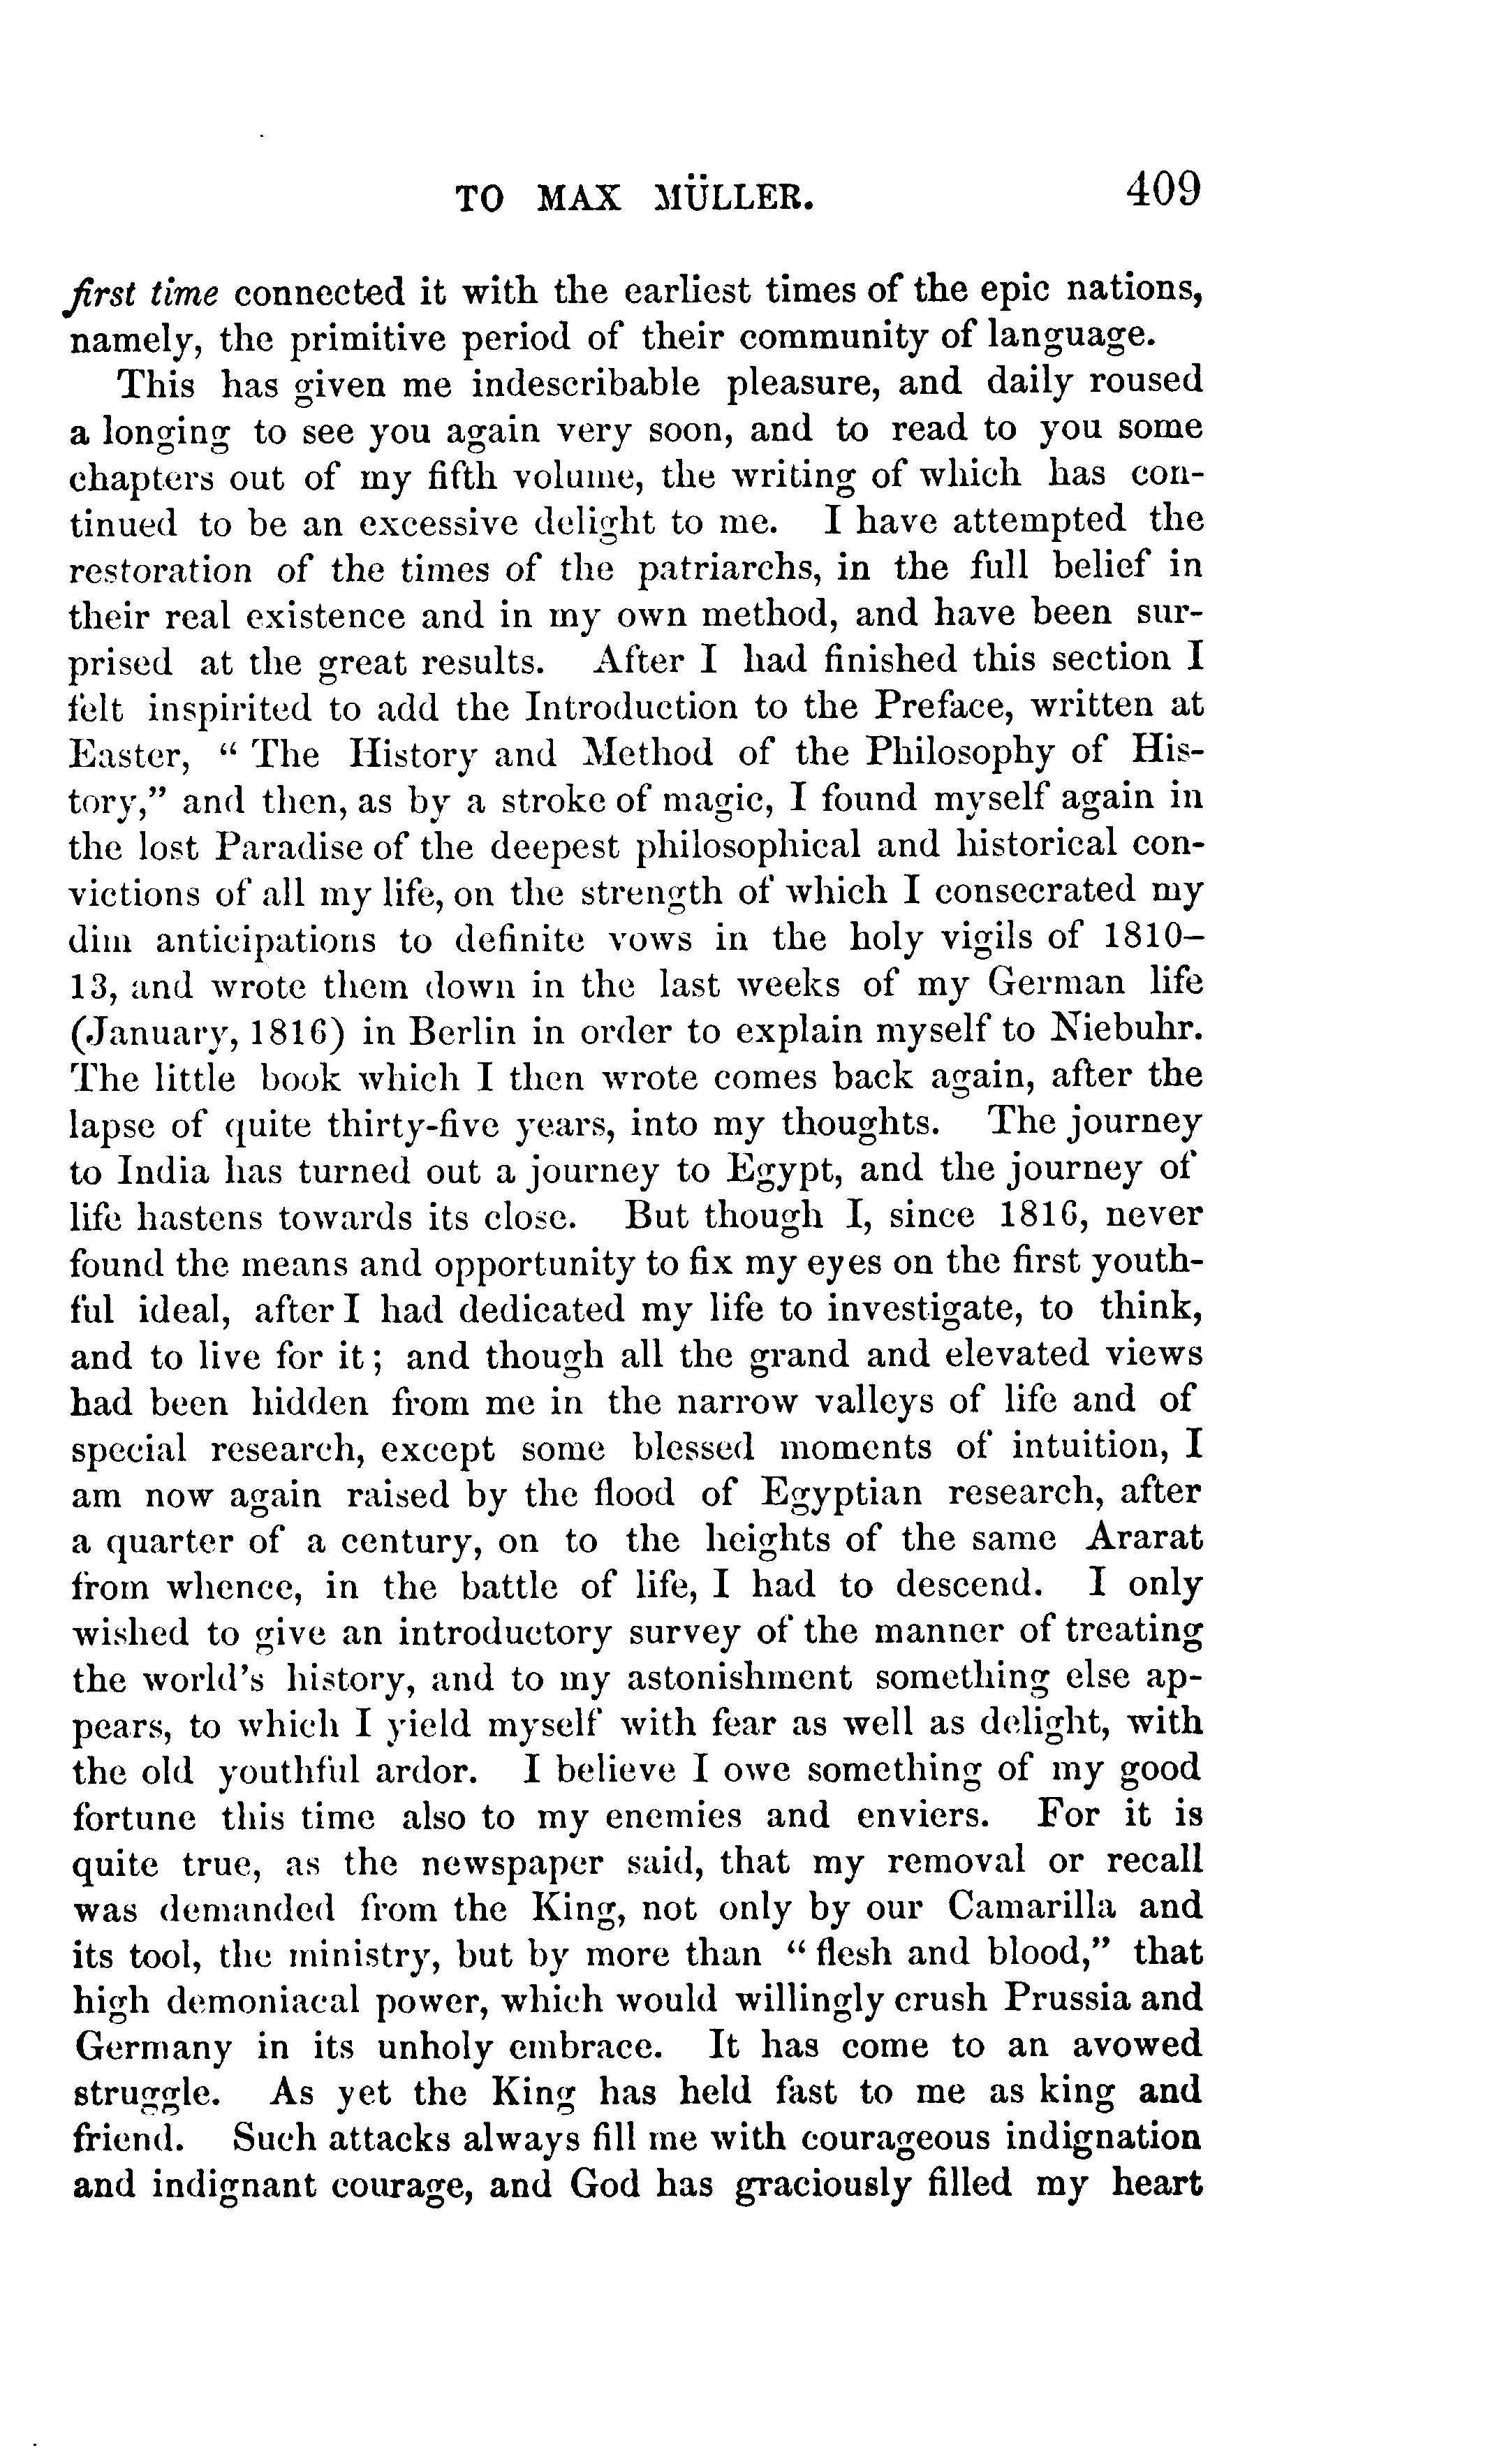 TO MAX MÜLLER. 409
first time connected it with the earliest times of the epic nations,
namely, the primitive period of their community of language.
This has given me indescribable pleasure, and daily roused
a longing to see you again very soon, and to read to you some
chapters out of my fifth volume, the writing of which has con-
tinued to be an excessive delight to me. I have attempted the
restoration of the times of the patriarchs, in the full belief in
their real existence and in my own method, and have been sur-
prised at the great results. After I had finished this section I
felt inspirited to add the Introduction to the Preface, written at
Easter, “ The History and Method of the Philosophy of His-
tory,” and then, as by a stroke of magic, I found myself again in
the lost Paradise of the deepest philosophical and historical con-
victions of all my life, on the strength of which I consecrated my
dim anticipations to definite vows in the holy vigils of 1810–
13, and wrote them down in the last weeks of my German life
(January, 1816) in Berlin in order to explain myself to Niebuhr.
The little book which I then wrote comes back again, after the
lapse of quite thirty-five years, into my thoughts. The journey
to India has turned out a journey to Egypt, and the journey of
life hastens towards its close. But though I, since 1816, never
found the means and opportunity to fix my eyes on the first youth-
ful ideal, after I had dedicated my life to investigate, to think,
and to live for it; and though all the grand and elevated views
had been hidden from me in the narrow valleys of life and of
special research, except some blessed moments of intuition, I
am now again raised by the flood of Egyptian research, after
a quarter of a century, on to the heights of the same Ararat
from whence, in the battle of life, I had to descend. I only
wished to give an introductory survey of the manner of treating
the world's history, and to my astonishment something else ap-
pears, to which I yield myself with fear as well as delight, with
the old youthful ardor. I believe I owe something of my good
fortune this time also to my enemies and enviers. For it is
quite true, as the newspaper said, that my removal or recall
was demanded from the King, not only by our Camarilla and
its tool, the ministry, but by more than “ flesh and blood,” that
high demoniacal power, which would willingly crush Prussia and
Germany in its unholy embrace. It has come to an avowed
struggle. As yet the King has held fast to me as king and
friend. Such attacks always fill me with courageous indignation
and indignant courage, and God has graciously filled my heart